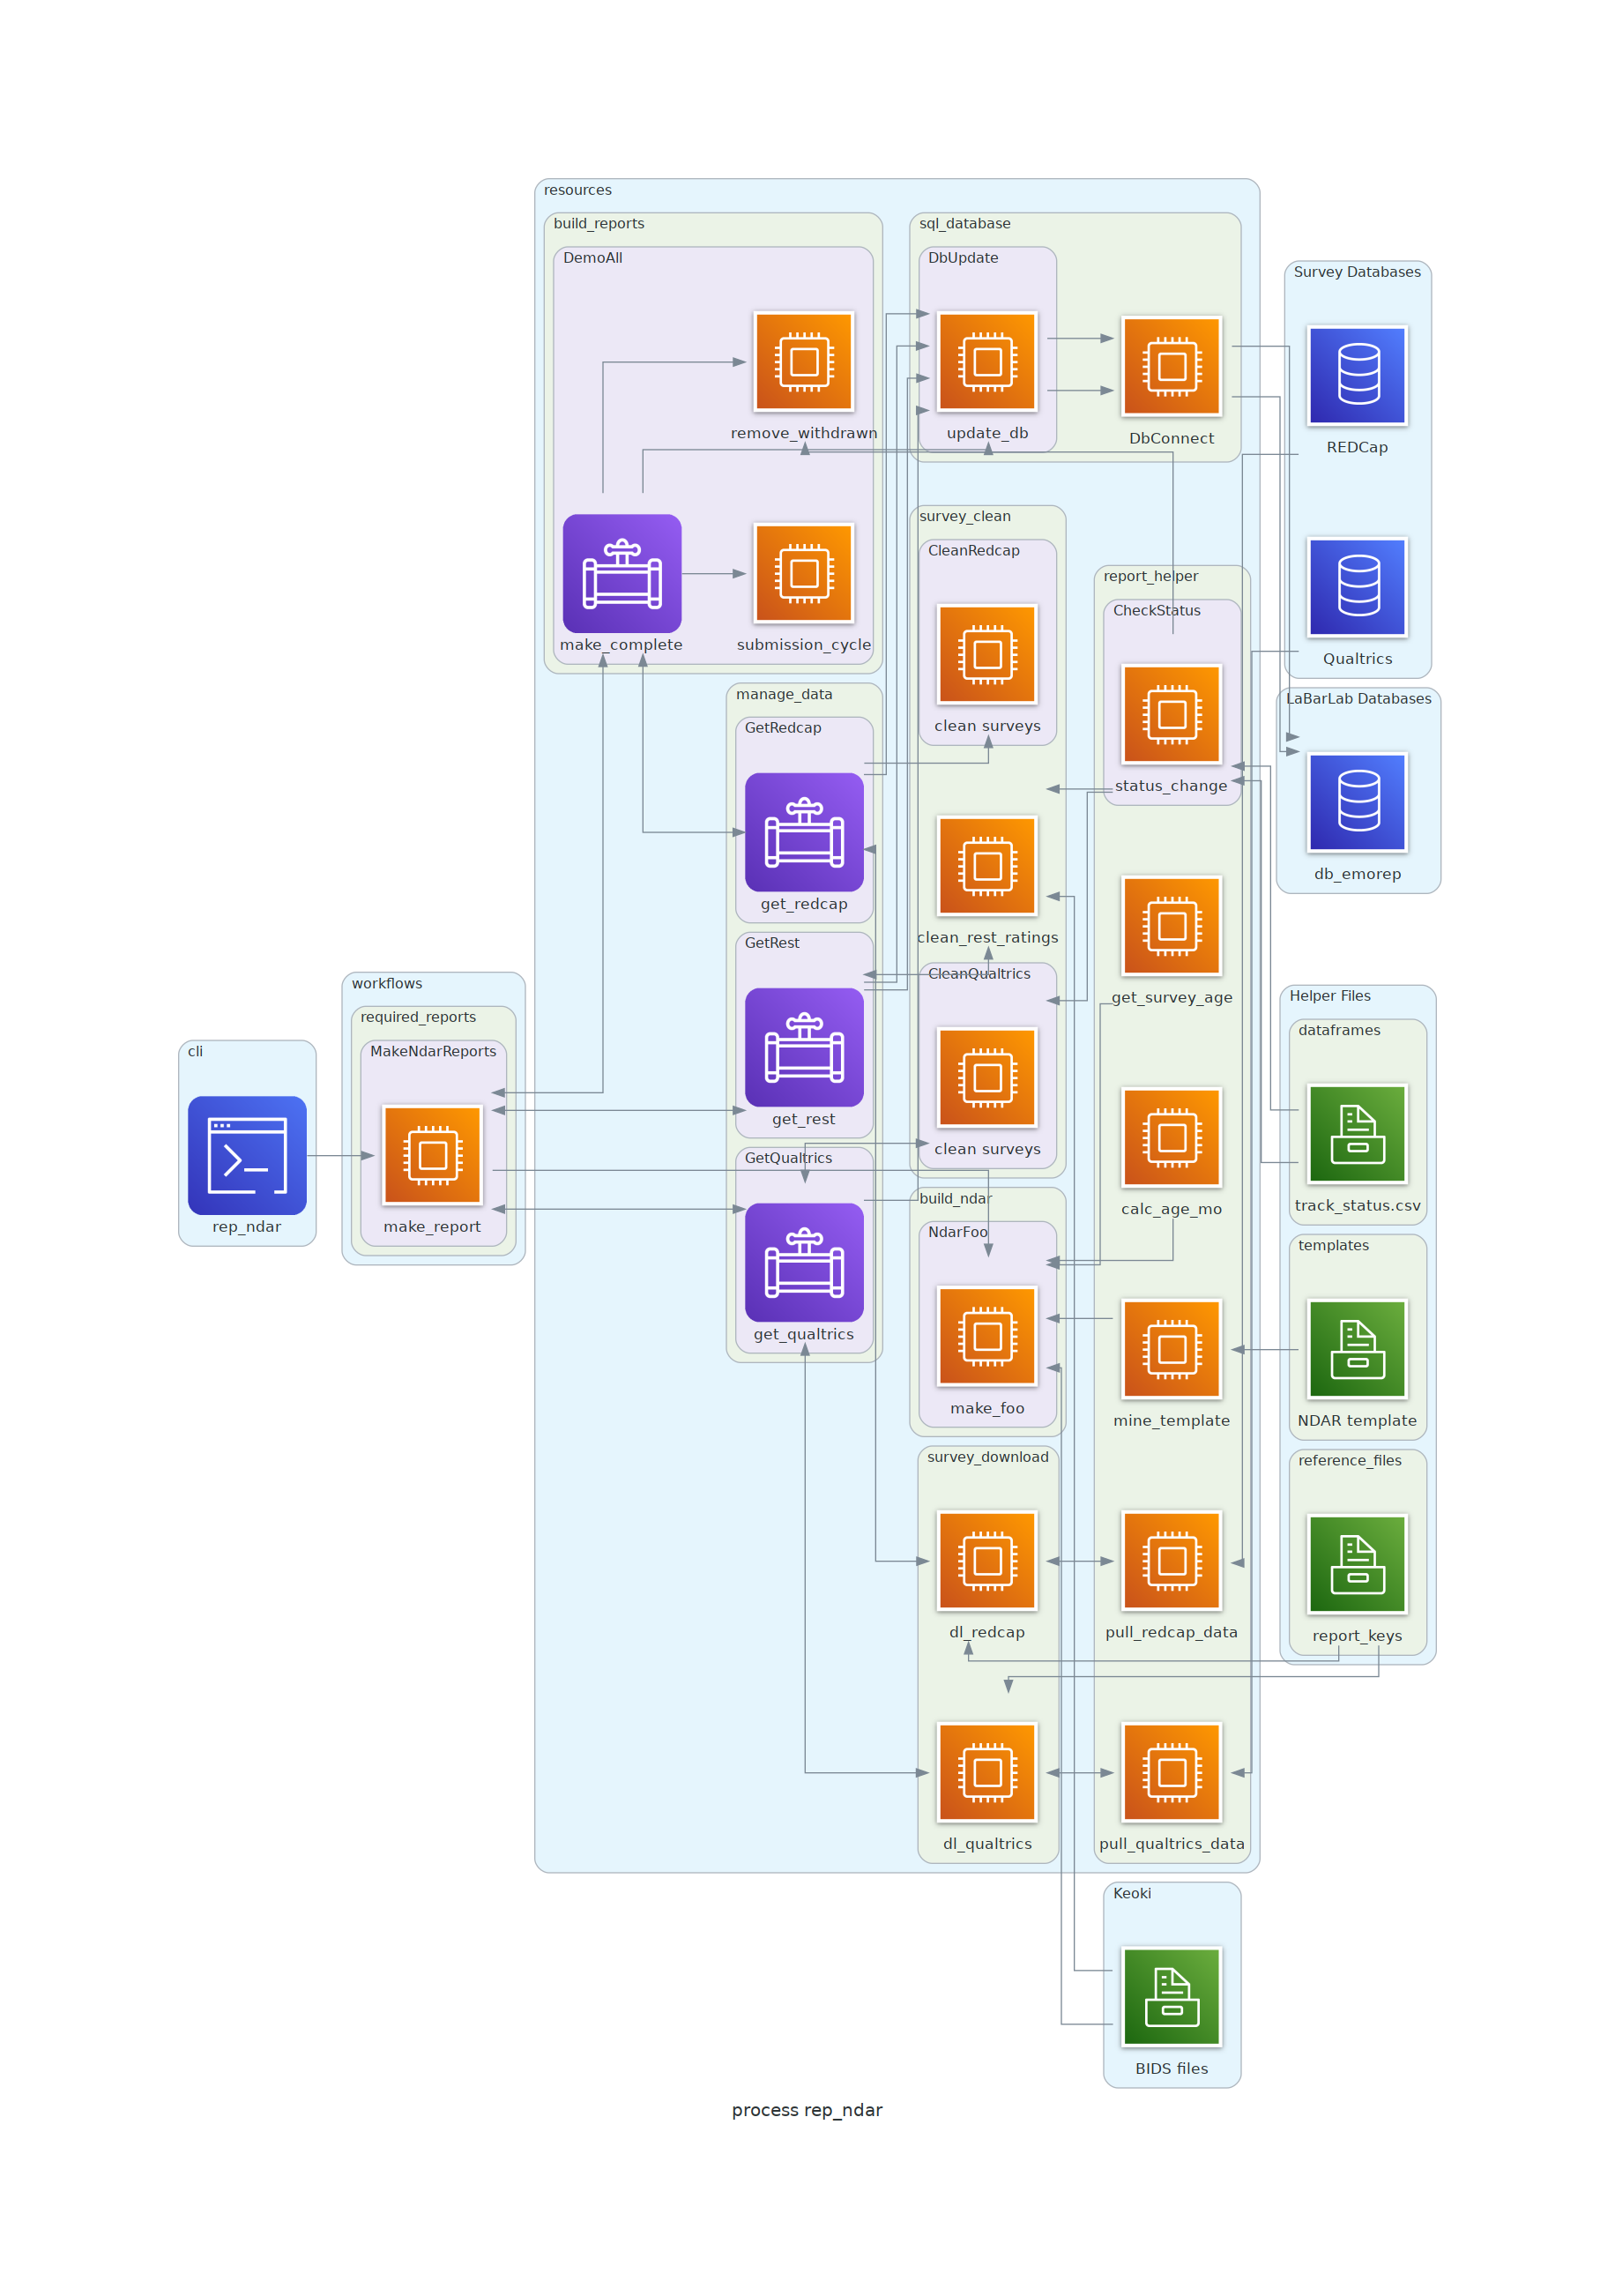 resources
build_reports
DemoAll
remove_withdrawn
make_complete
submission_cycle
sql_database
DbUpdate
update_db
DbConnect
Survey Databases
REDCap
Qualtrics
LaBarLab Databases
db_emorep
survey_clean
CleanRedcap
clean surveys
clean_rest_ratings
CleanQualtrics
clean surveys
report_helper
CheckStatus
status_change
get_survey_age
calc_age_mo
mine_template
pull_redcap_data
pull_qualtrics_data
manage_data
GetRedcap
get_redcap
GetRest
get_rest
GetQualtrics
get_qualtrics
workflows
required_reports
MakeNdarReports
make_report
cli
rep_ndar
build_ndar
NdarFoo
make_foo
survey_download
dl_redcap
dl_qualtrics
Helper Files
dataframes
track_status.csv
templates
NDAR template
reference_files
report_keys
Keoki
BIDS files
process rep_ndar